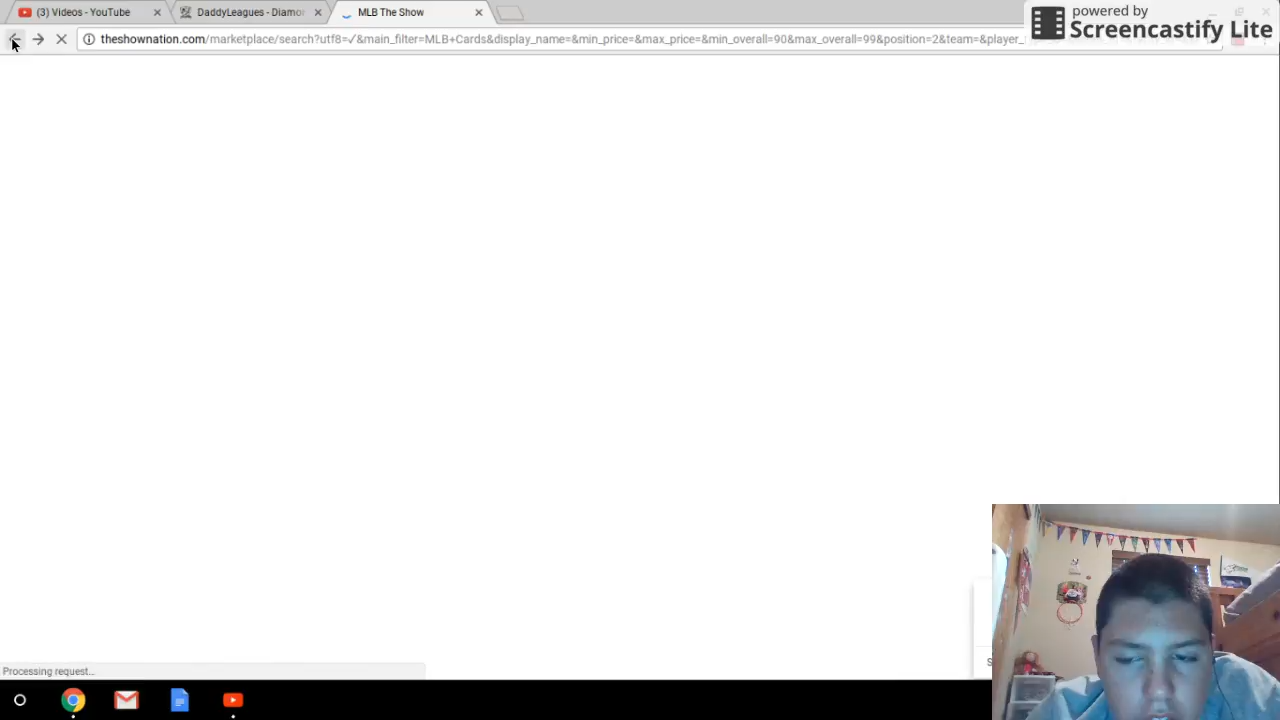 (3) Videos - YouTube
DaddyLeagues - Diamo
MLB The Show
powered by
Screencastify Lite
theshownation.com/marketplace/search?utf8=✓&main_filter=MLB+Cards&display_name=&min_price=&max_price=&min_overall=90&max_overall=99&position=2&team=&player_
Processing request...